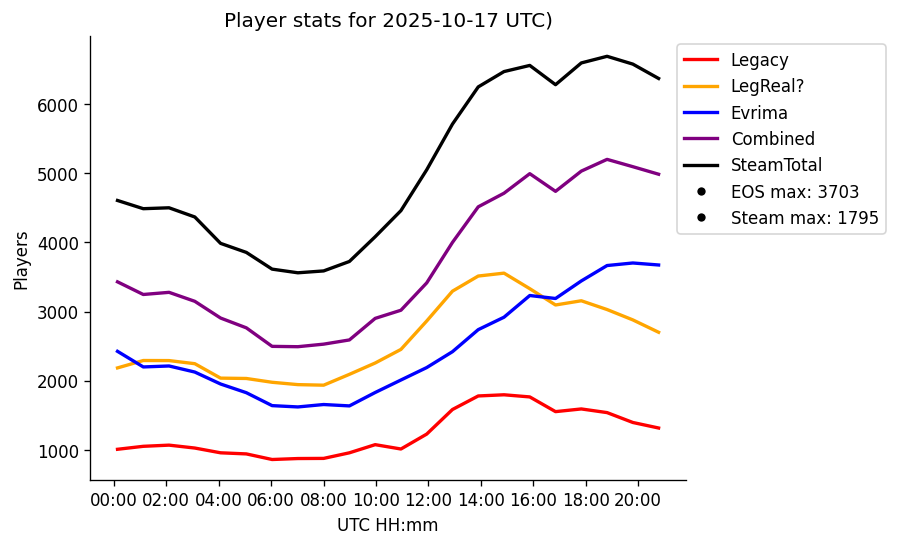 Player stats for 2025-10-17 UTC)
Legacy
LegReal?
Evrima
Combined
SteamTotal
EOS max: 3703
Steam max: 1795
Players
6000
5000
4000
3000
2000
1000
00:00 02:00 04:00 06:00 08:00 10:00 12:00 14:00 16:00 18:00 20:00
UTC HH:mm